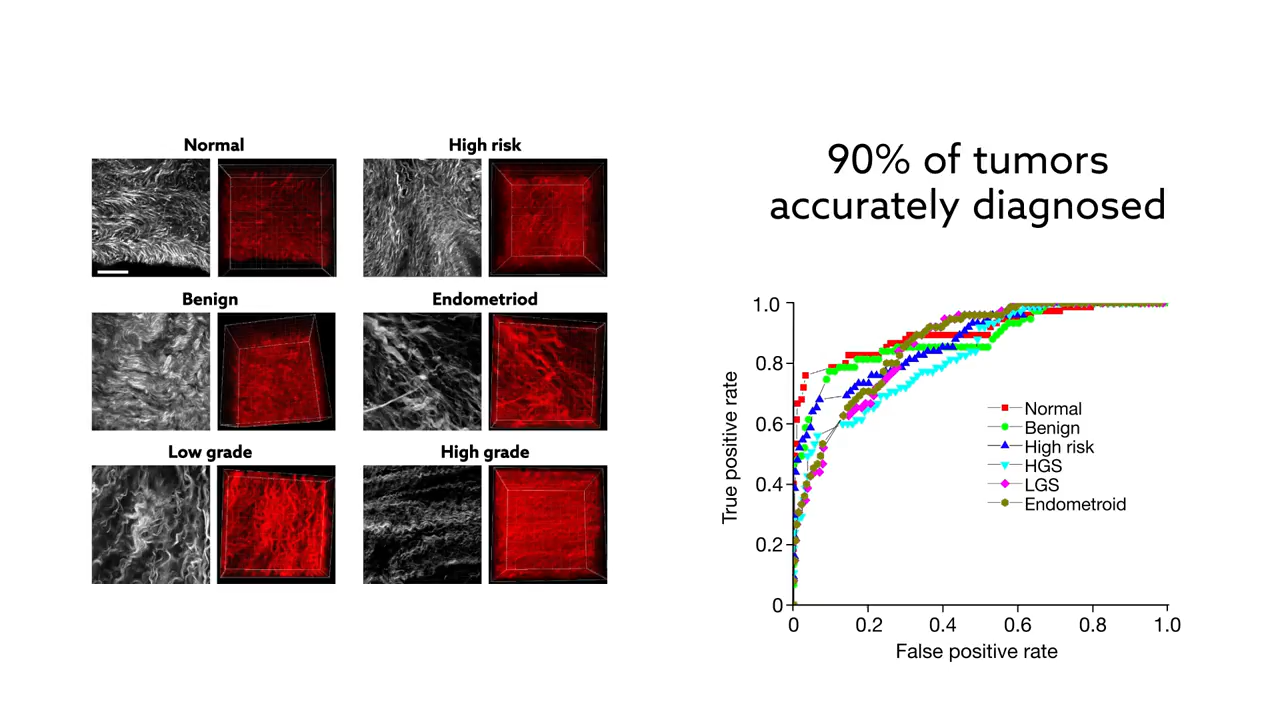 Normal
High risk
Benign
Endometriod
Low grade
High grade
90% of tumors
accurately diagnosed
1.0
0.8
0.6
0.4
0.2
0
True positive rate
Normal
Benign
High risk
HGS
LGS
Endometroid
0
0.2
0.4
0.6
0.8
1.0
False positive rate